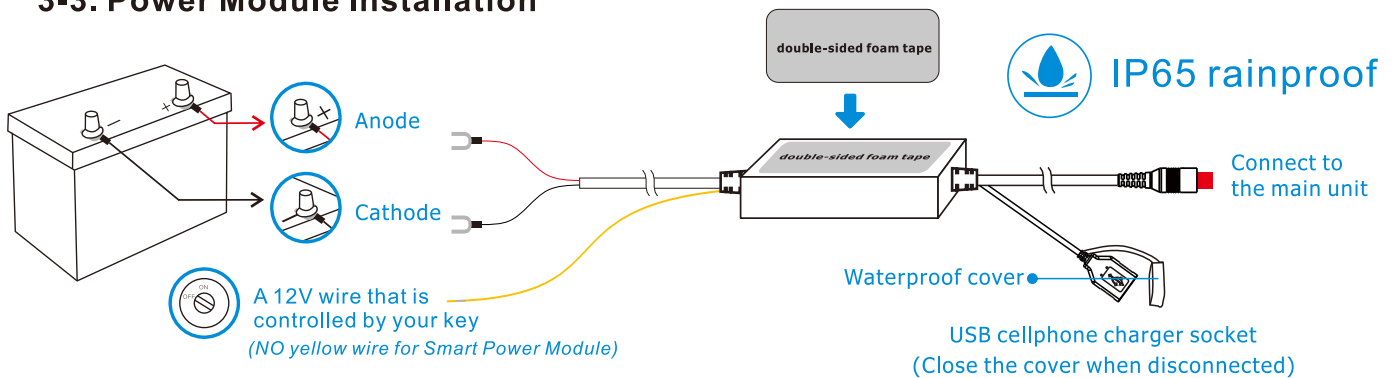 3-3. Power Module Installation
double-sided foam tape
IP65 rainproof
+
−
+
Anode
double-sided foam tape
Connect to
the main unit
Cathode
Waterproof cover
ON
OFF
A 12V wire that is
controlled by your key
(NO yellow wire for Smart Power Module)
USB cellphone charger socket
(Close the cover when disconnected)